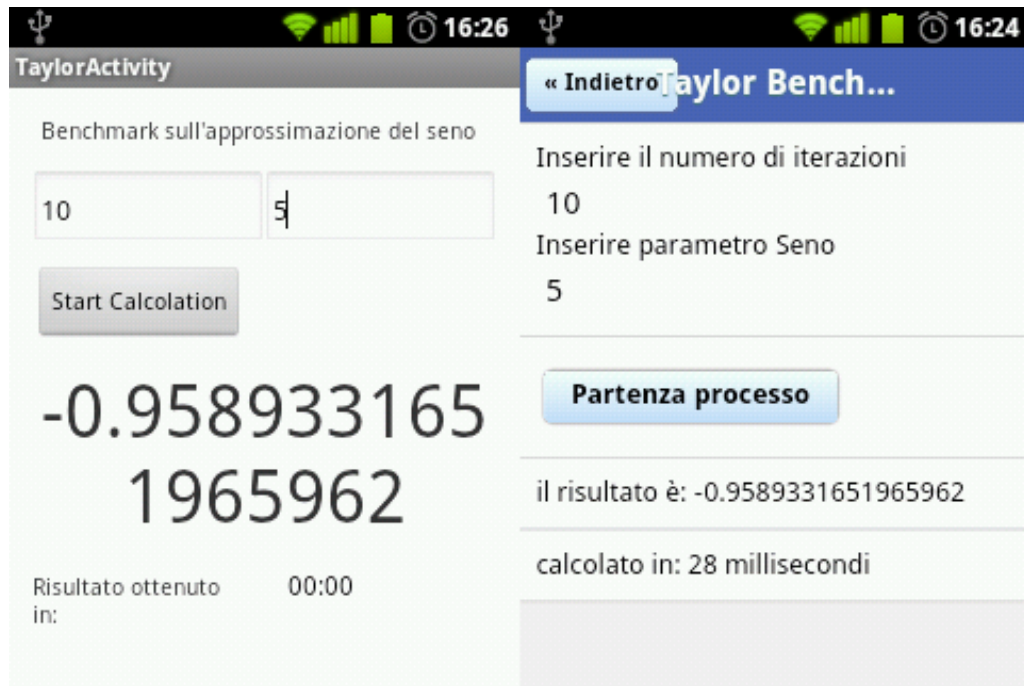 16:26
TaylorActivity
Benchmark sull'approssimazione del seno
10
5
Start Calcolation
-0.958933165
1965962
Risultato ottenuto
in:
00:00
16:24
« Indietro
Taylor Bench...
Inserire il numero di iterazioni
10
Inserire parametro Seno
5
Partenza processo
il risultato è: -0.9589331651965962
calcolato in: 28 millisecondi